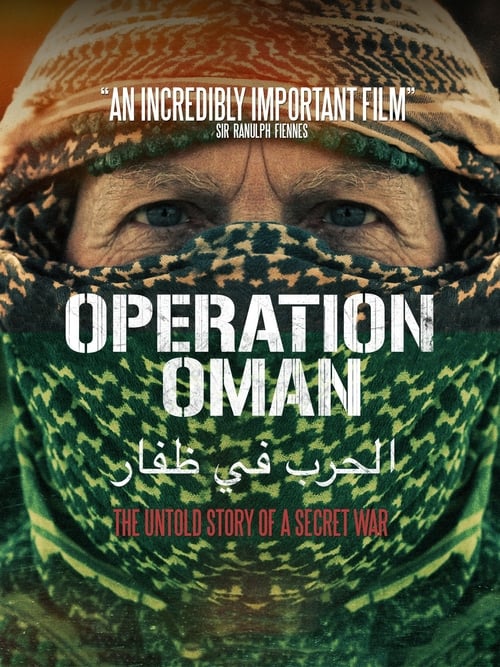 “AN INCREDIBLY IMPORTANT FILM”
SIR RANULPH FIENNES
OPERATION
OMAN
الحرب في ظفار
THE UNTOLD STORY OF A SECRET WAR